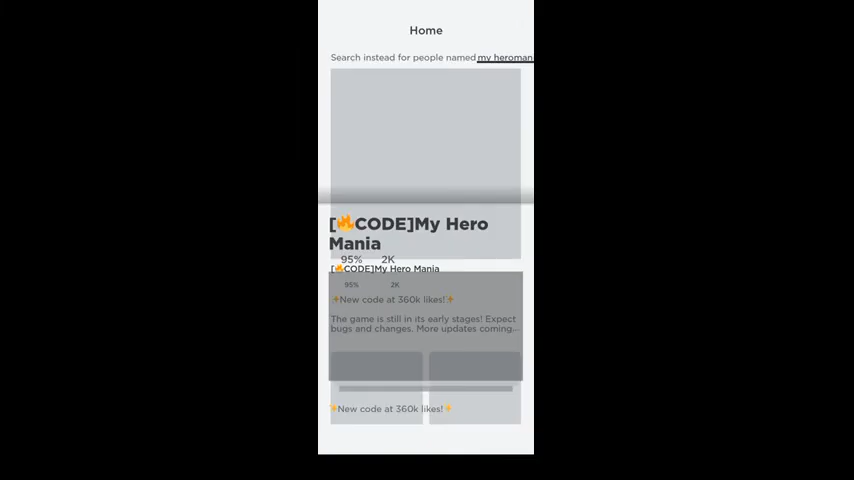 Home
Search instead for people named my heroman
[🔥CODE]My Hero
Mania
95% 2K
[🔥CODE]My Hero Mania
95% 2K
✨New code at 360k likes!✨
The game is still in its early stages! Expect
bugs and changes. More updates coming...
✨New code at 360k likes!✨